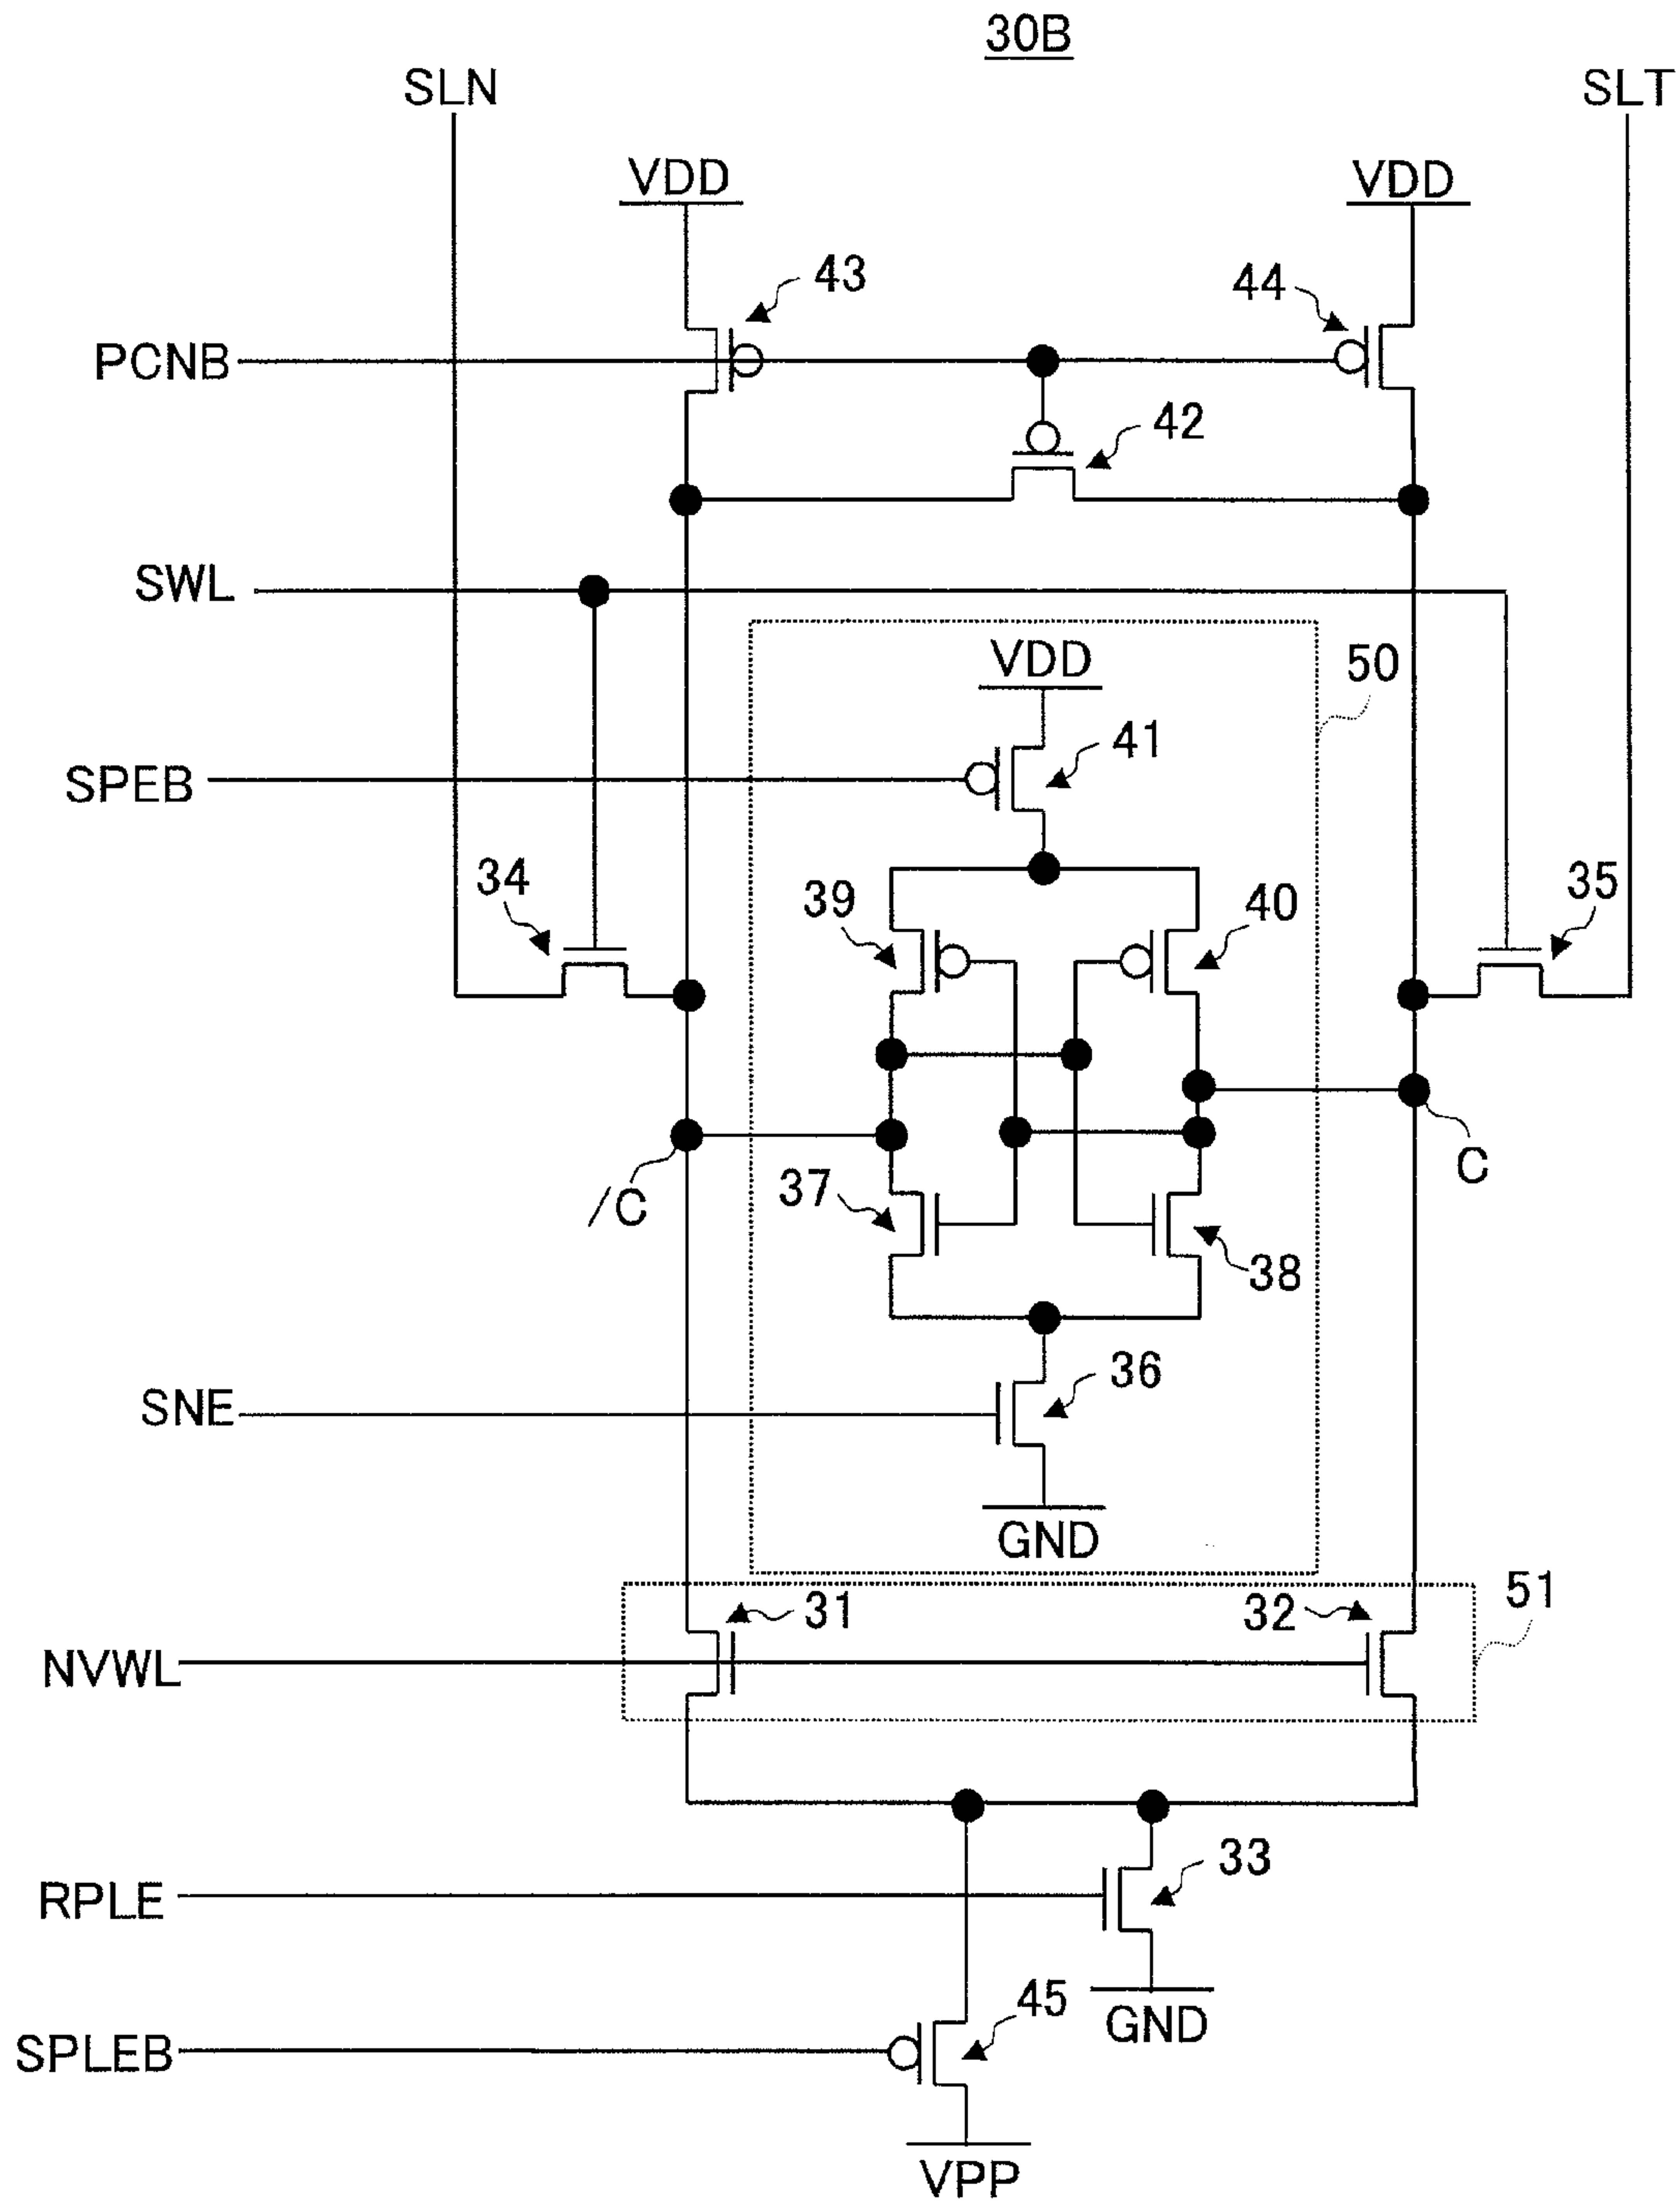 30B
SLN
SLT
VDD
VDD
43
44
PCNB
42
SWL
VDD
50
41
SPEB
34
39
40
35
/C
C
37
38
36
SNE
GND
31
32
51
NVWL
33
RPLE
45
GND
SPLEB
VPP